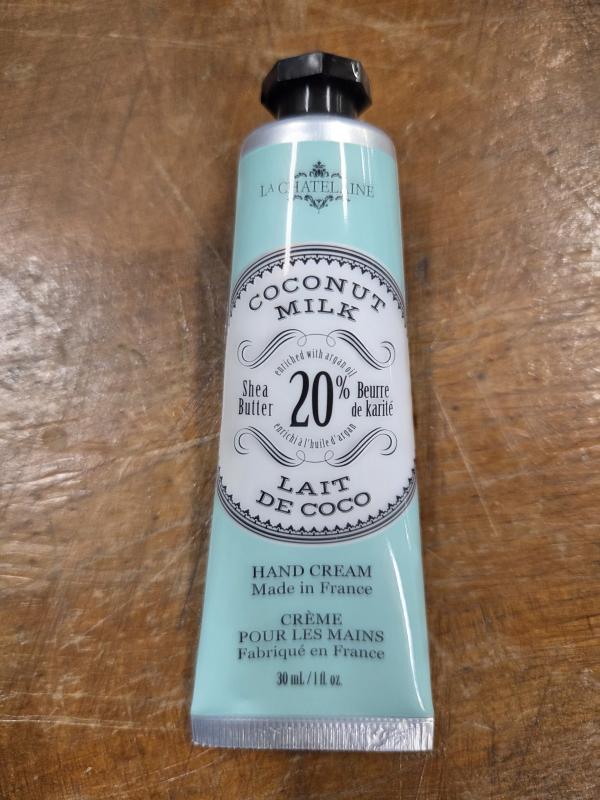 LA CHATELAINE
COCONUT
MILK
enriched with argan oil
Shea
Butter
20%
Beurre
de karité
enrichi à l'huile d'argan
LAIT
DE COCO
HAND CREAM
Made in France
CRÈME
POUR LES MAINS
Fabriqué en France
30 mL / 1 fl. oz.